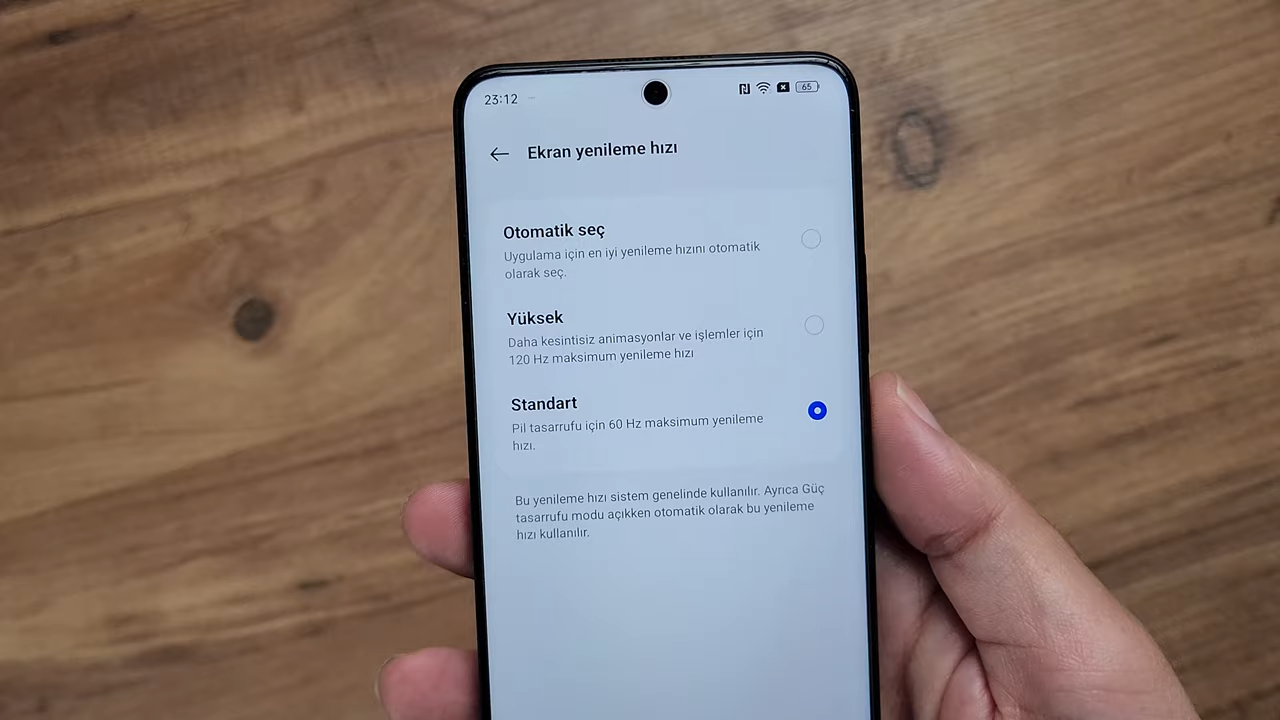 23:12
65
Ekran yenileme hızı
Otomatik seç
Uygulama için en iyi yenileme hızını otomatik
olarak seç.
Yüksek
Daha kesintisiz animasyonlar ve işlemler için
120 Hz maksimum yenileme hızı
Standart
Pil tasarrufu için 60 Hz maksimum yenileme
hızı.
Bu yenileme hızı sistem genelinde kullanılır. Ayrıca Güç
tasarrufu modu açıkken otomatik olarak bu yenileme
hızı kullanılır.